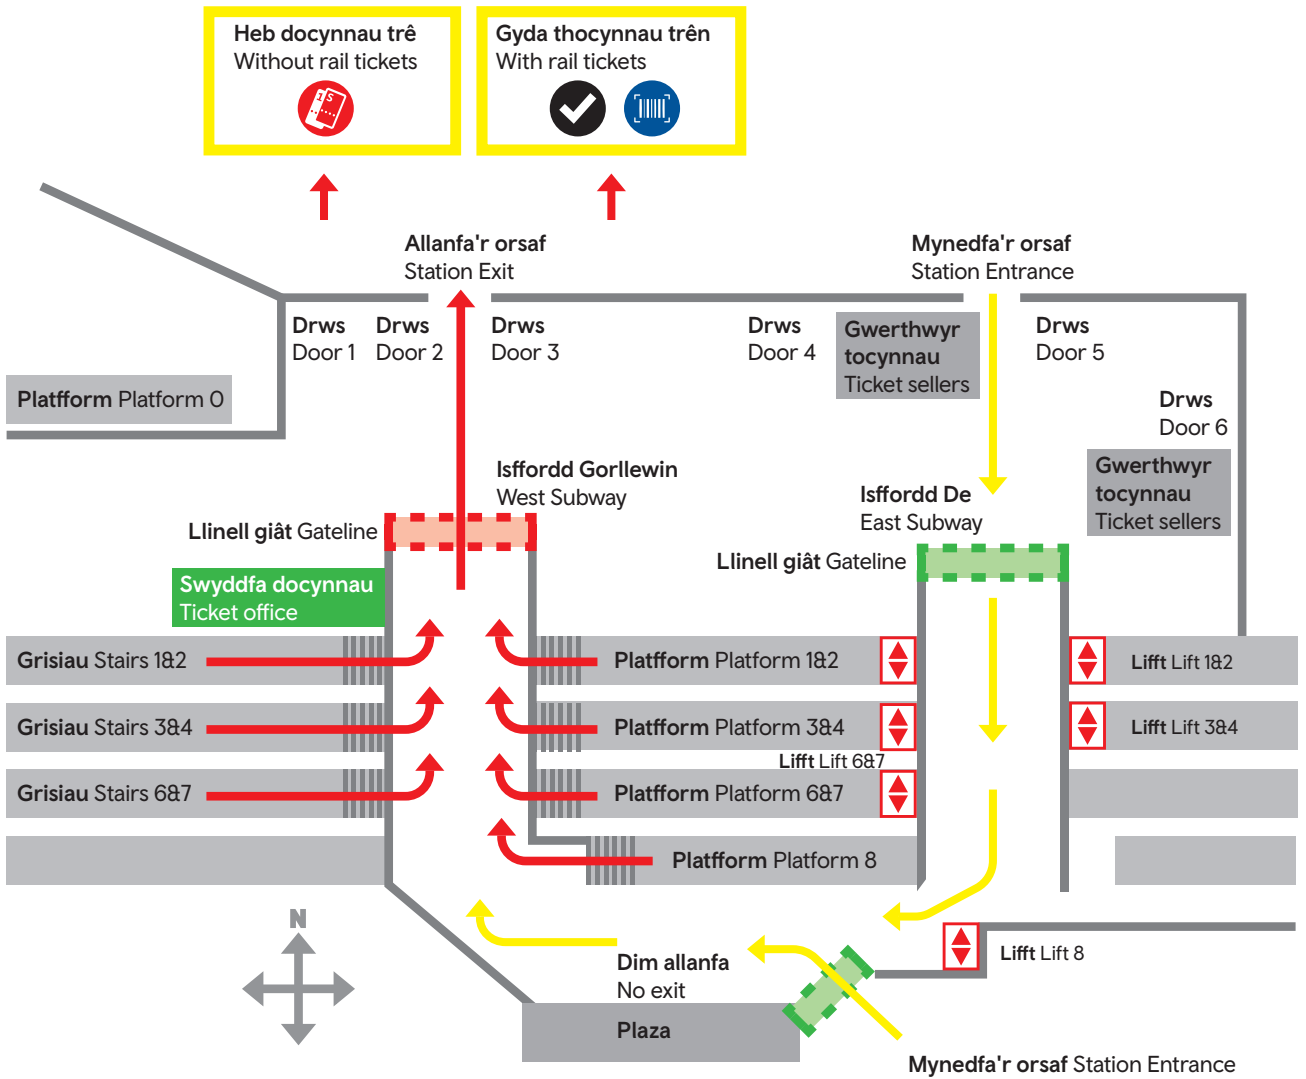 Heb docynnau trê
Without rail tickets
1 S
Gyda thocynnau trên
With rail tickets
Allanfa'r orsaf
Station Exit
Mynedfa'r orsaf
Station Entrance
Drws
Door 1
Drws
Door 2
Drws
Door 3
Drws
Door 4
Gwerthwyr
tocynnau
Ticket sellers
Drws
Door 5
Platfform Platform 0
Drws
Door 6
Gwerthwyr
tocynnau
Ticket sellers
Isffordd Gorllewin
West Subway
Isffordd De
East Subway
Llinell giât Gateline
Llinell giât Gateline
Swyddfa docynnau
Ticket office
Grisiau Stairs 1&2
Platfform Platform 1&2
Lifft Lift 1&2
Grisiau Stairs 3&4
Platfform Platform 3&4
Lifft Lift 3&4
Lifft Lift 6&7
Grisiau Stairs 6&7
Platfform Platform 6&7
Platfform Platform 8
N
Dim allanfa
No exit
Lifft Lift 8
Plaza
Mynedfa'r orsaf Station Entrance